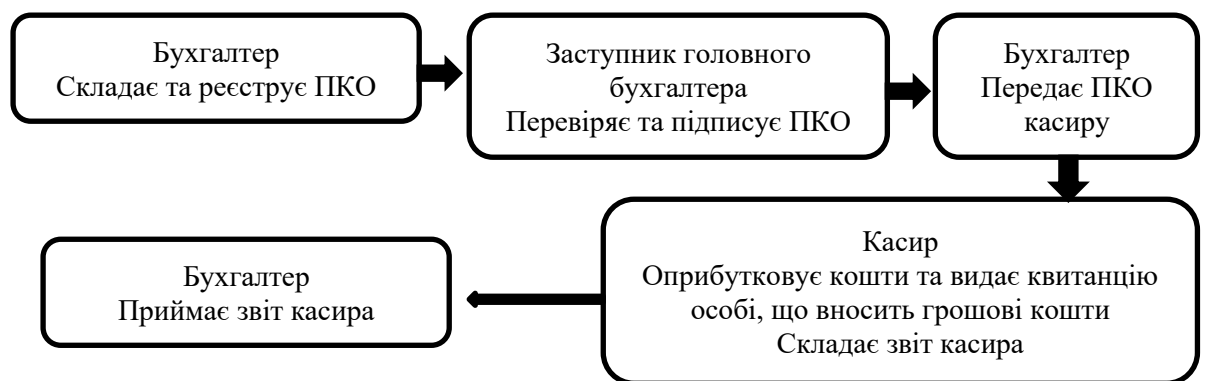 Бухгалтер
Складає та реєструє ПКО
Заступник головного
бухгалтера
Перевіряє та підписує ПКО
Бухгалтер
Передає ПКО
касиру
Касир
Оприбутковує кошти та видає квитанцію
особі, що вносить грошові кошти
Складає звіт касира
Бухгалтер
Приймає звіт касира